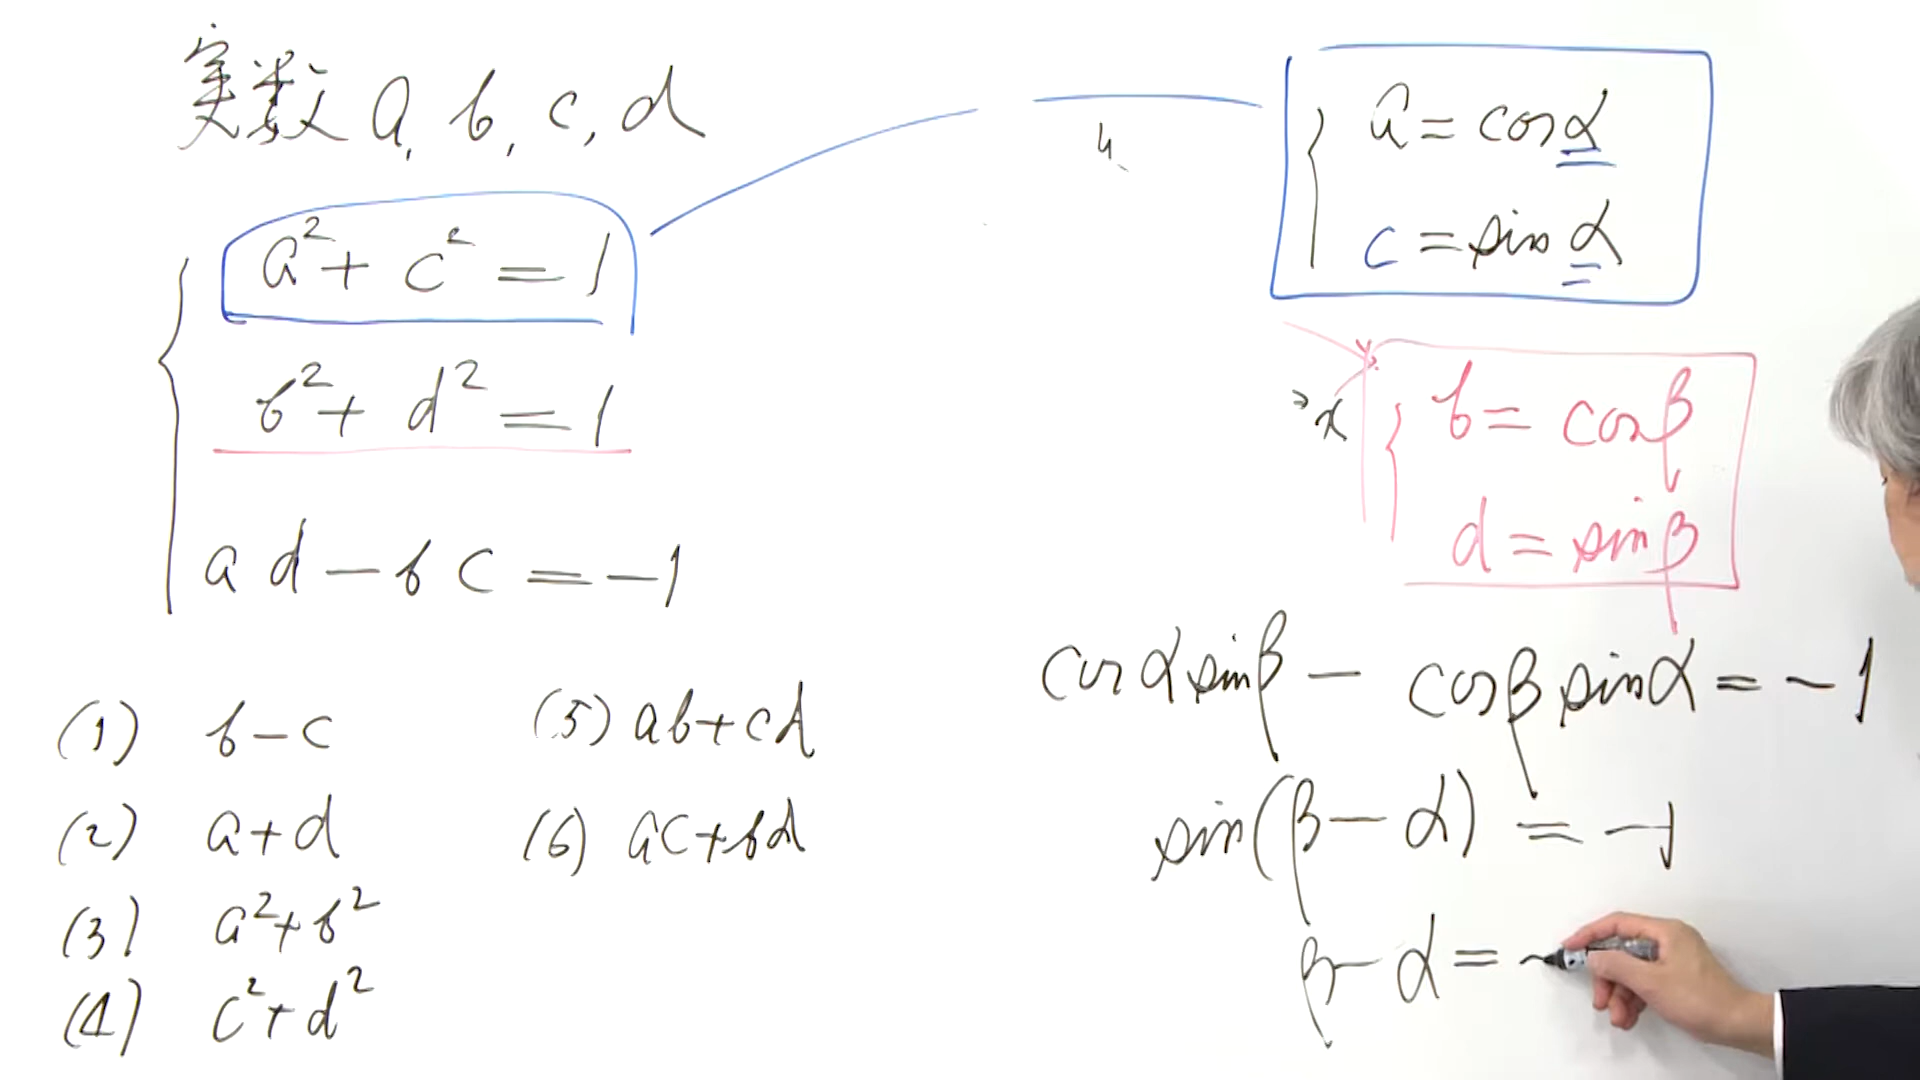 実数 a, b, c, d
a² + c² = 1
b² + d² = 1
ad - bc = -1
(1) b - c
(2) a + d
(3) a² + b²
(4) c² + d²
(5) ab + cd
(6) ac + bd
a = cos α
c = sin α
b = cos β
d = sin β
cos α sin β - cos β sin α = -1
sin(β - α) = -1
β - α = -